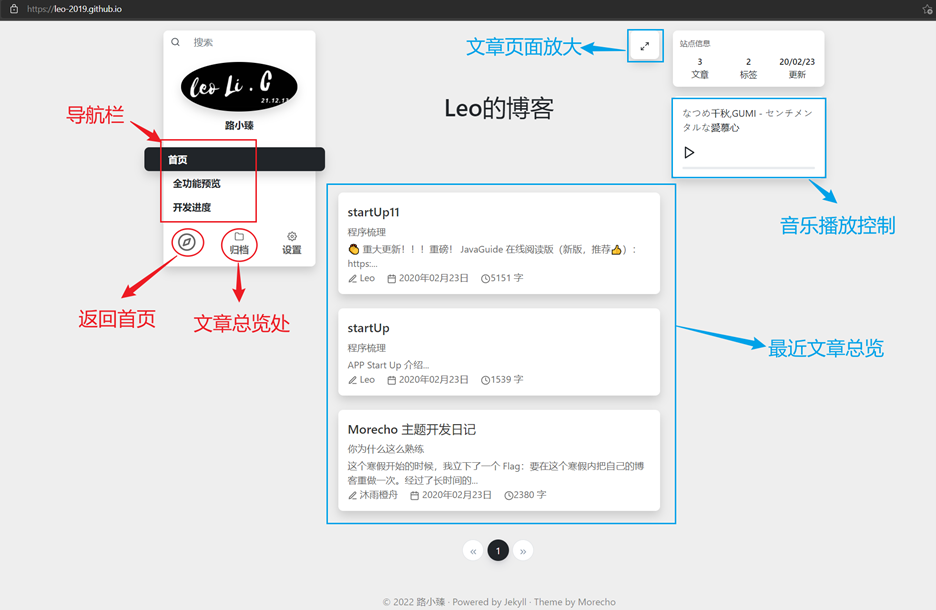 https://leo-2019.github.io
搜索
leo Li . C
21.12.13
路小臻
导航栏
首页
全功能预览
开发进度
归档
设置
返回首页
文章总览处
文章页面放大
Leo的博客
startUp11
程序梳理
👏 重大更新！！！重磅！ JavaGuide 在线阅读版（新版，推荐👍）：
https:...
Leo 2020年02月23日 5151 字
startUp
程序梳理
APP Start Up 介绍...
Leo 2020年02月23日 1539 字
Morecho 主题开发日记
你为什么这么熟练
这个寒假开始的时候，我立下了一个 Flag：要在这个寒假内把自己的博
客重做一次。经过了长时间的...
沐雨橙舟 2020年02月23日 2380 字
« 1 »
站点信息
3 2 20/02/23
文章 标签 更新
なつめ千秋,GUMI - センチメン
タルな愛慕心
音乐播放控制
最近文章总览
© 2022 路小臻 · Powered by Jekyll · Theme by Morecho